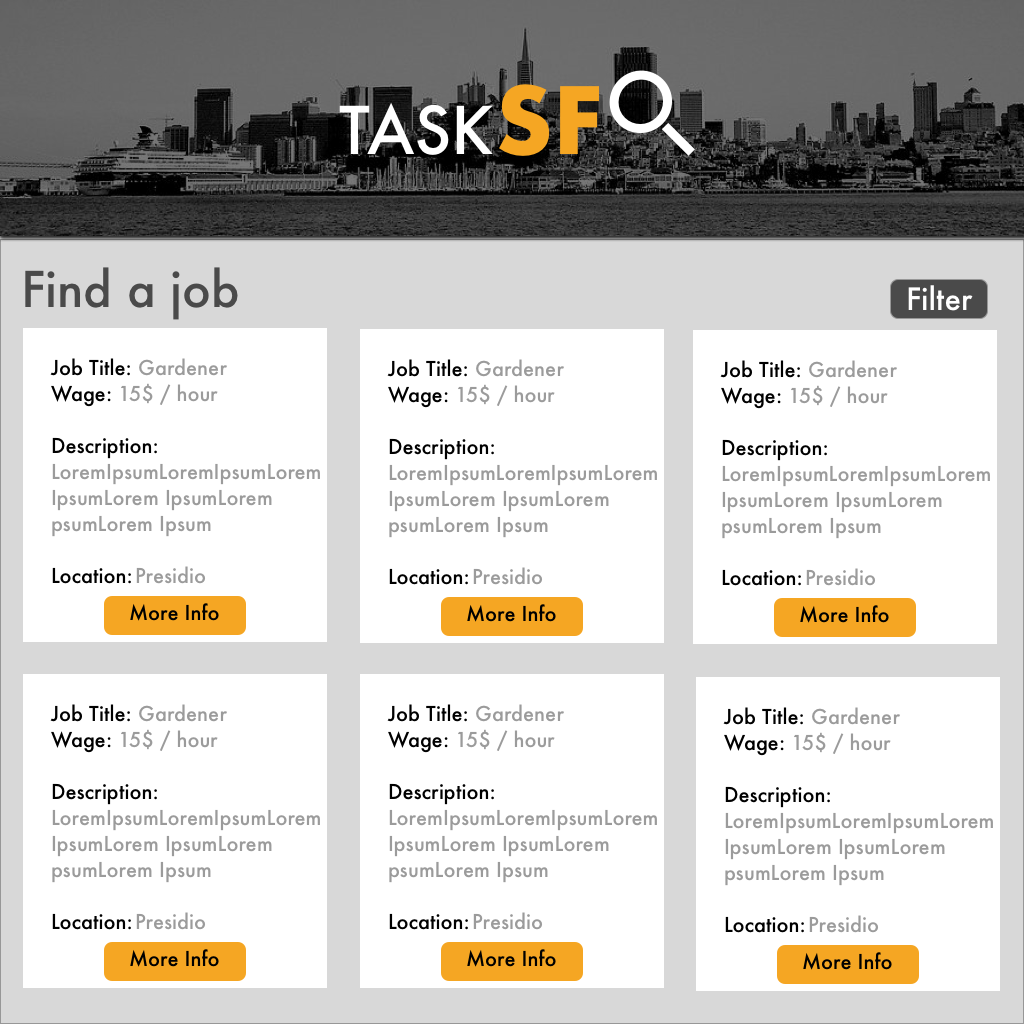 TASKSF
Find a job
Filter
Job Title: Gardener
Wage: 15$ / hour
Description:
LoremIpsumLoremIpsumLorem
IpsumLorem IpsumLorem
psumLorem Ipsum
Location: Presidio
More Info
Job Title: Gardener
Wage: 15$ / hour
Description:
LoremIpsumLoremIpsumLorem
IpsumLorem IpsumLorem
psumLorem Ipsum
Location: Presidio
More Info
Job Title: Gardener
Wage: 15$ / hour
Description:
LoremIpsumLoremIpsumLorem
IpsumLorem IpsumLorem
psumLorem Ipsum
Location: Presidio
More Info
Job Title: Gardener
Wage: 15$ / hour
Description:
LoremIpsumLoremIpsumLorem
IpsumLorem IpsumLorem
psumLorem Ipsum
Location: Presidio
More Info
Job Title: Gardener
Wage: 15$ / hour
Description:
LoremIpsumLoremIpsumLorem
IpsumLorem IpsumLorem
psumLorem Ipsum
Location: Presidio
More Info
Job Title: Gardener
Wage: 15$ / hour
Description:
LoremIpsumLoremIpsumLorem
IpsumLorem IpsumLorem
psumLorem Ipsum
Location: Presidio
More Info